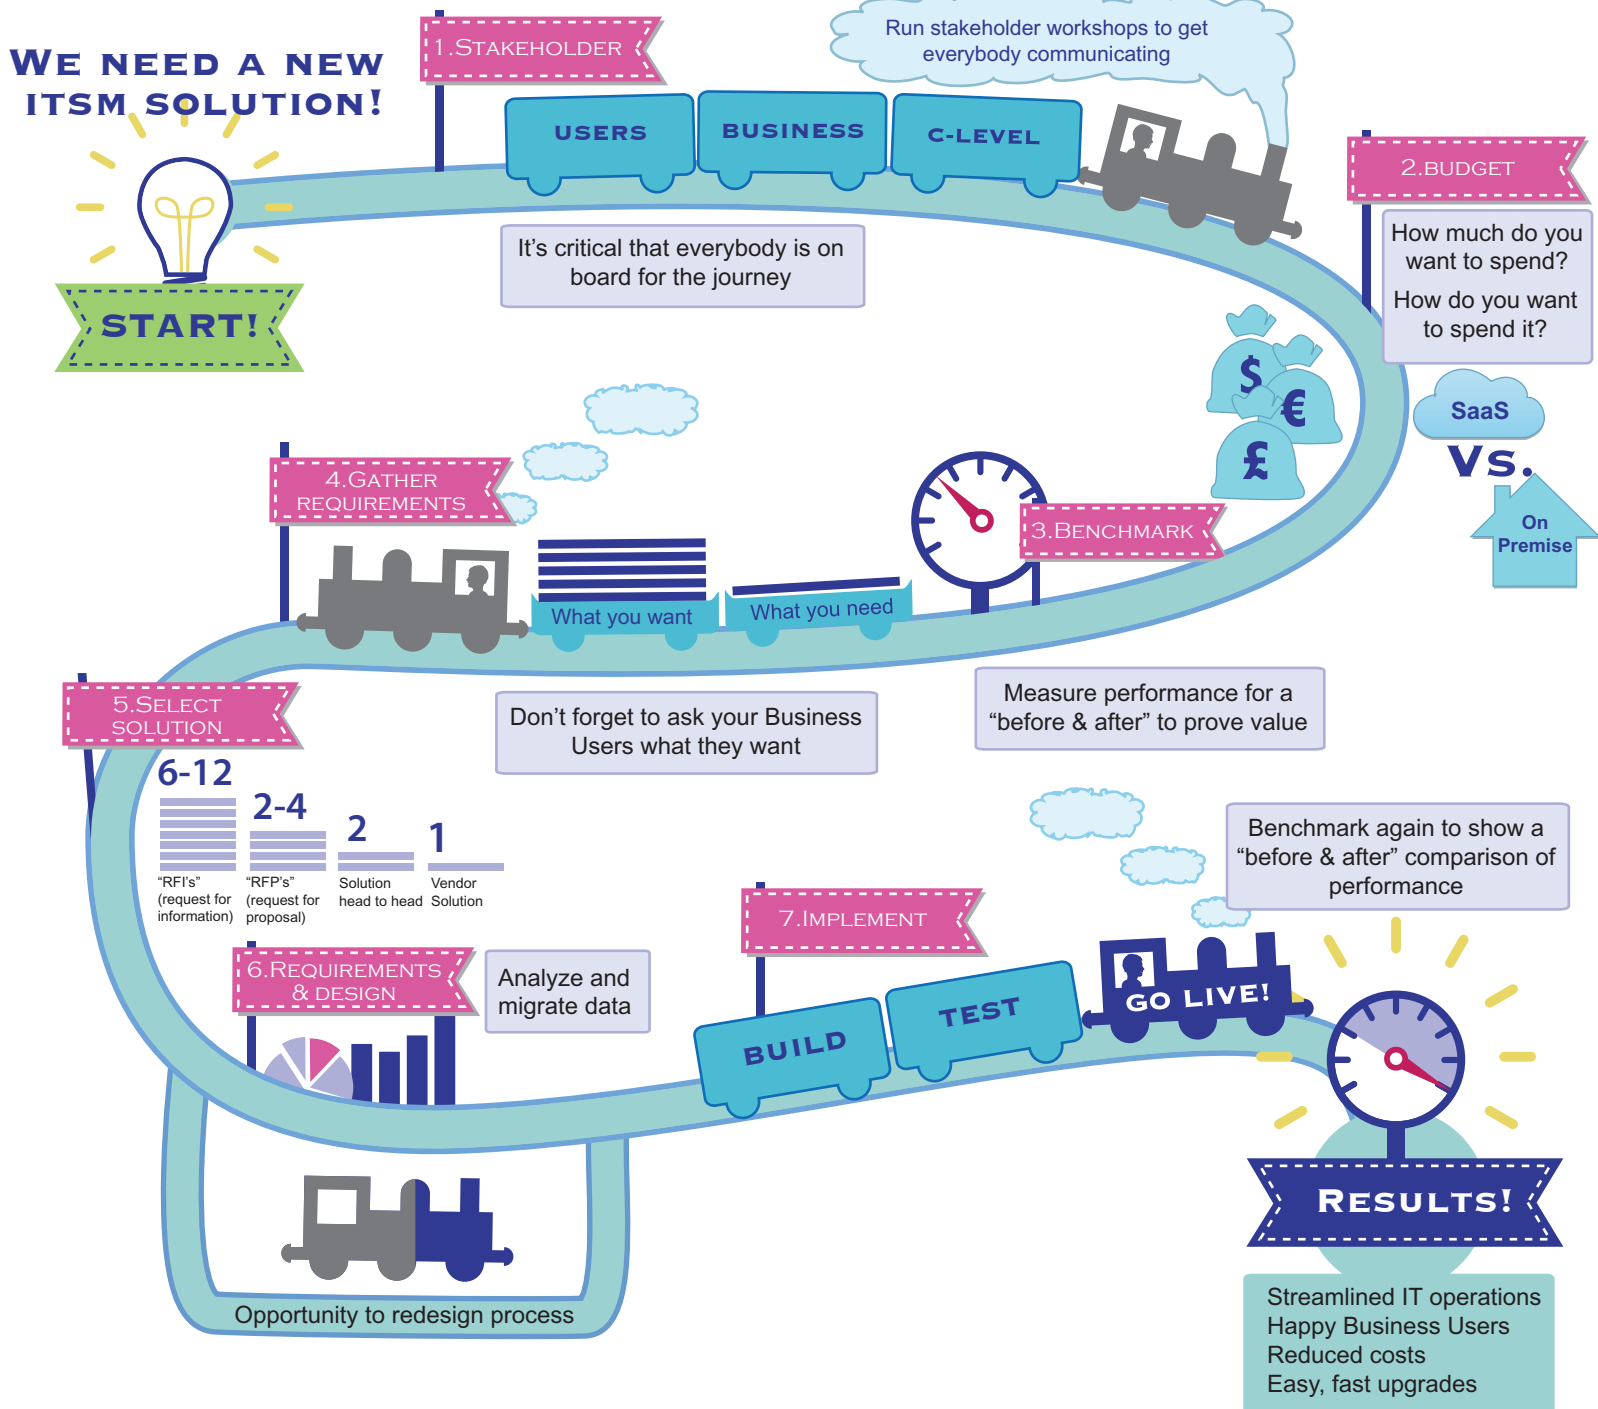 WE NEED A NEW
ITSM SOLUTION!
START!
1.STAKEHOLDER
Run stakeholder workshops to get
everybody communicating
USERS
BUSINESS
C-LEVEL
It’s critical that everybody is on
board for the journey
2.BUDGET
How much do you
want to spend?
How do you want
to spend it?
$
€
£
SaaS
Vs.
On
Premise
3.BENCHMARK
Measure performance for a
“before & after” to prove value
4.GATHER
REQUIREMENTS
What you want
What you need
Don’t forget to ask your Business
Users what they want
5.SELECT
SOLUTION
6-12
“RFI’s”
(request for
information)
2-4
“RFP’s”
(request for
proposal)
2
Solution
head to head
1
Vendor
Solution
6.REQUIREMENTS
& DESIGN
Analyze and
migrate data
Opportunity to redesign process
7.IMPLEMENT
BUILD
TEST
GO LIVE!
Benchmark again to show a
“before & after” comparison of
performance
RESULTS!
Streamlined IT operations
Happy Business Users
Reduced costs
Easy, fast upgrades